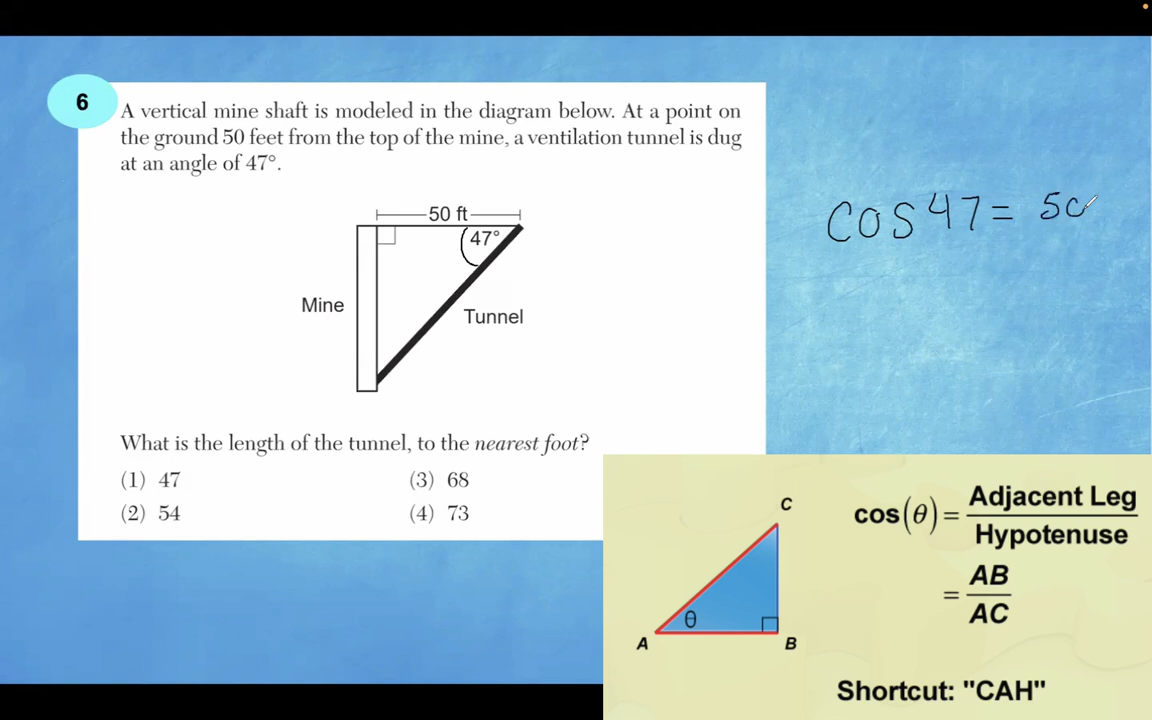 6
A vertical mine shaft is modeled in the diagram below. At a point on
the ground 50 feet from the top of the mine, a ventilation tunnel is dug
at an angle of 47°.
50 ft
47°
Mine
Tunnel
What is the length of the tunnel, to the nearest foot?
(1) 47 (3) 68
(2) 54 (4) 73
cos 47 = 50
C
θ
A
B
cos(θ) = Adjacent Leg
Hypotenuse
= AB
AC
Shortcut: "CAH"